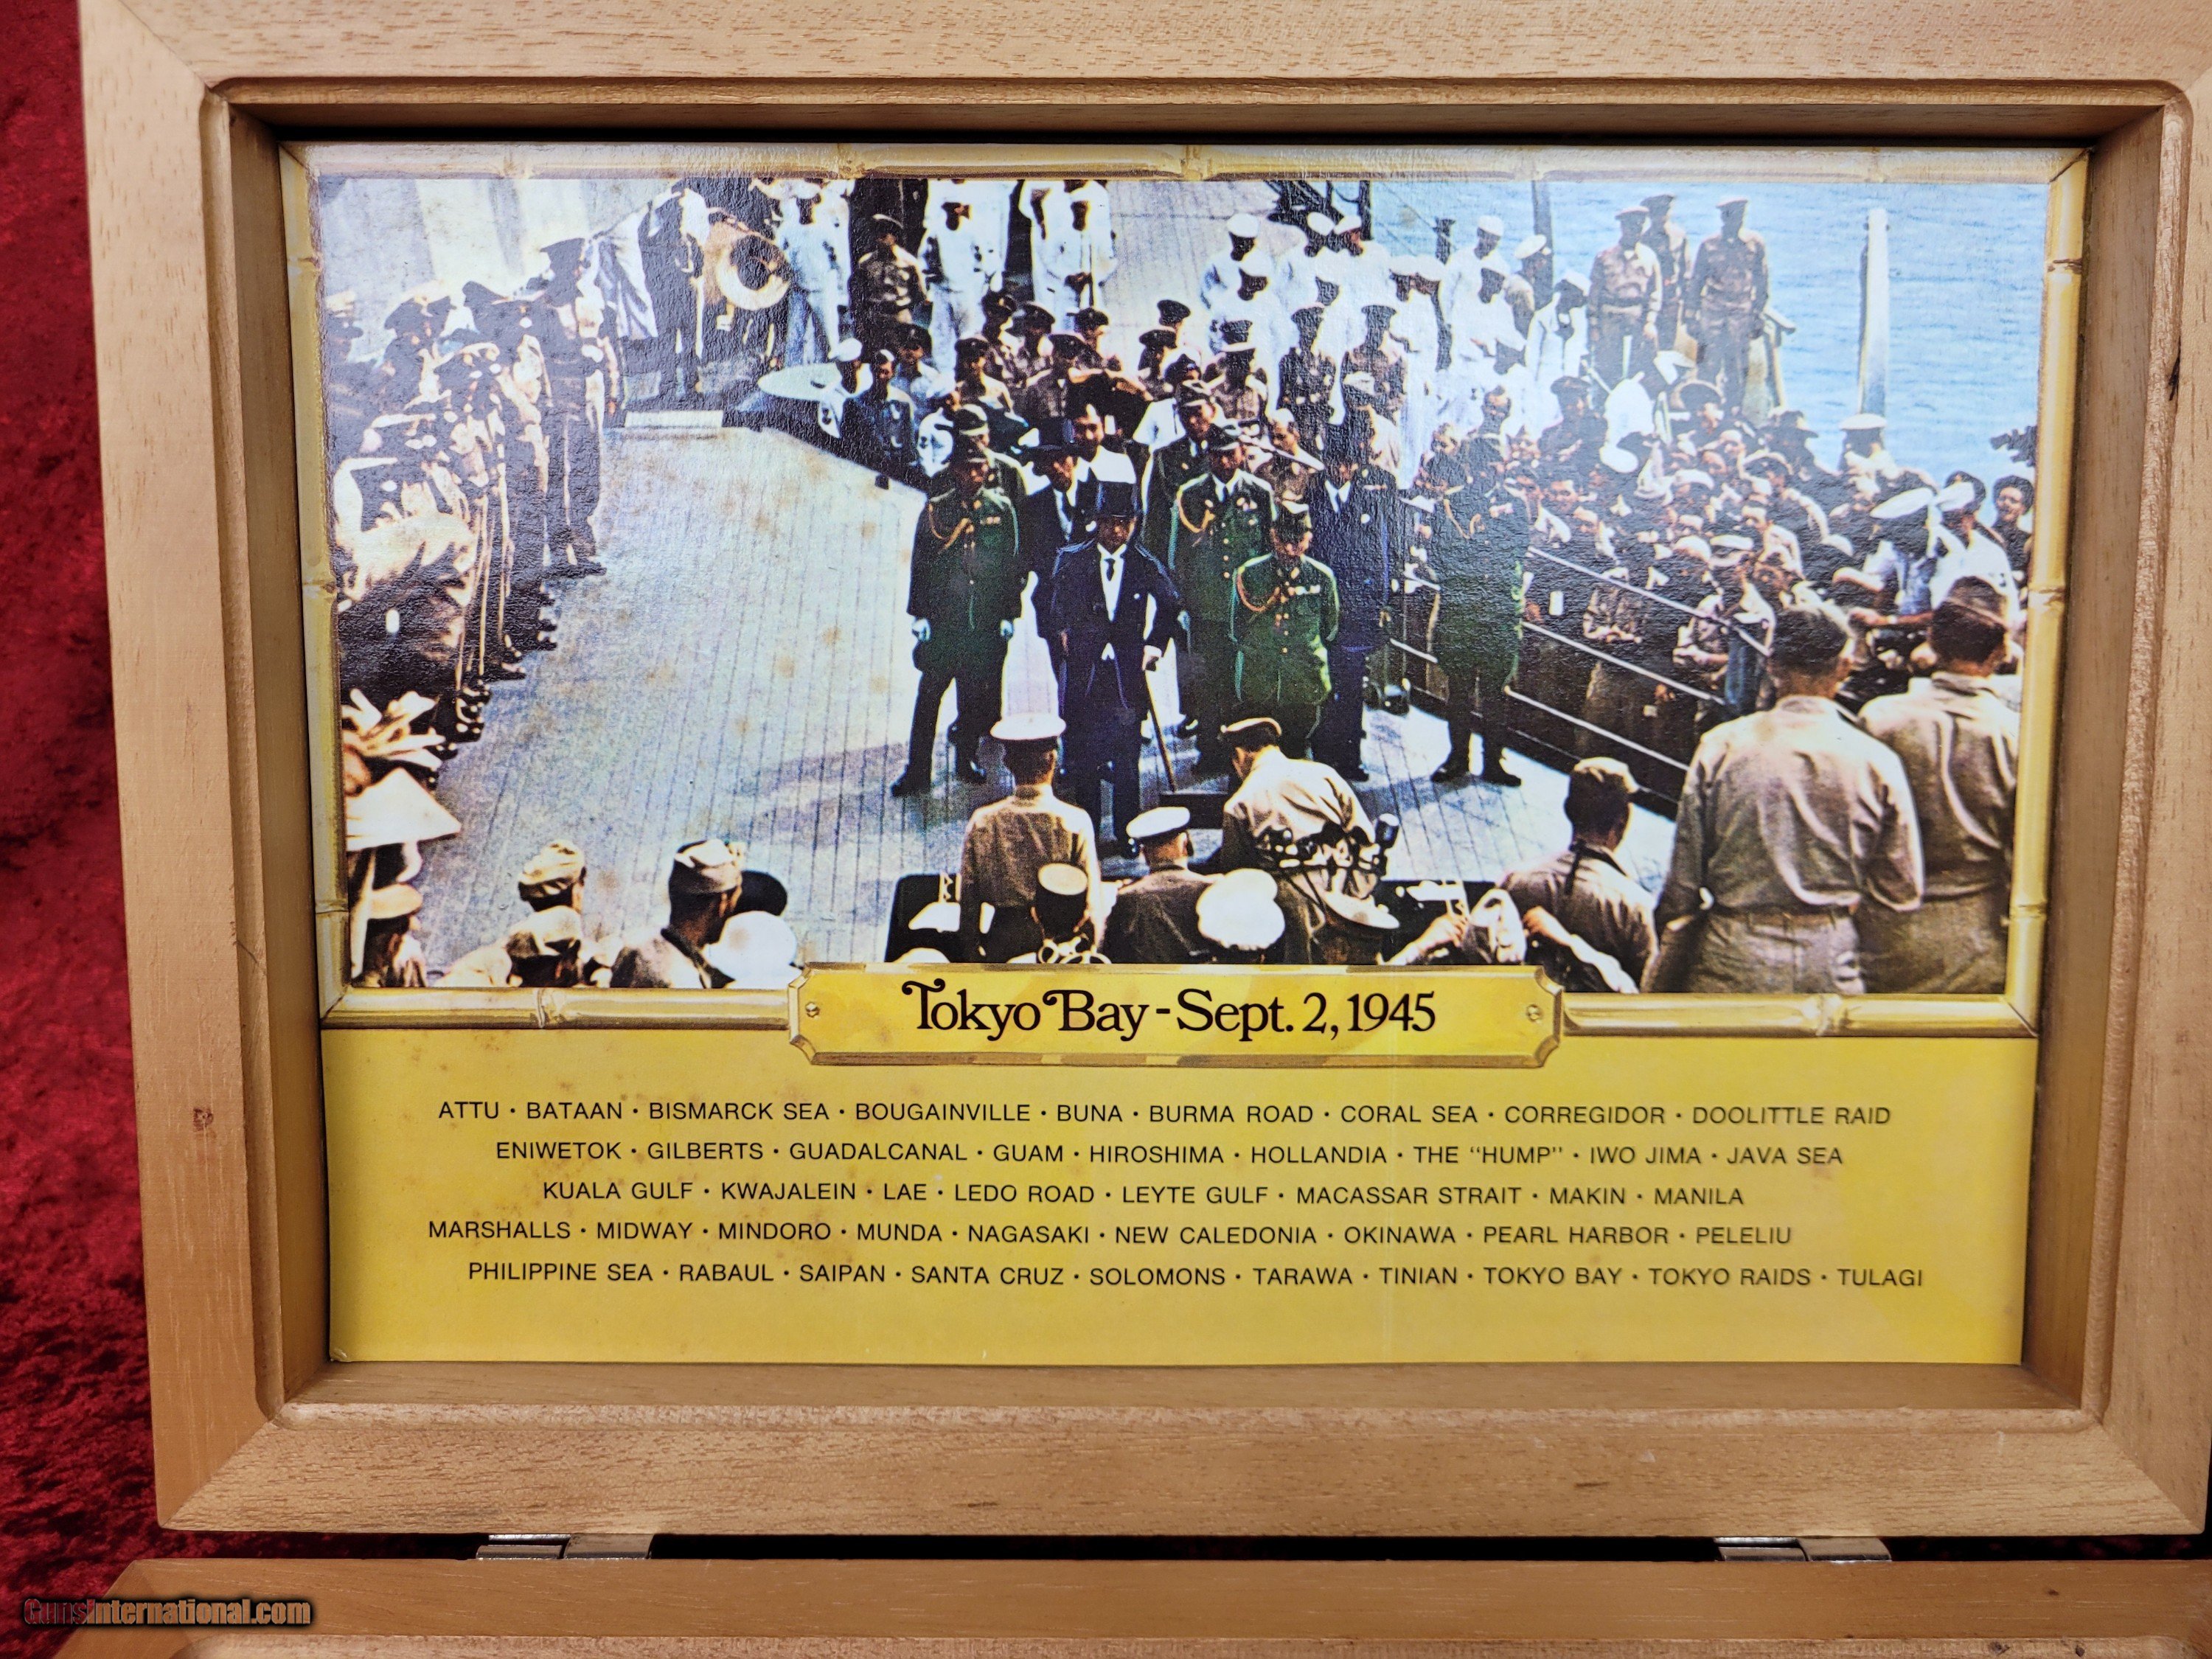 Tokyo Bay - Sept. 2, 1945
ATTU • BATAAN • BISMARCK SEA • BOUGAINVILLE • BUNA • BURMA ROAD • CORAL SEA • CORREGIDOR • DOOLITTLE RAID
ENIWETOK • GILBERTS • GUADALCANAL • GUAM • HIROSHIMA • HOLLANDIA • THE "HUMP" • IWO JIMA • JAVA SEA
KUALA GULF • KWAJALEIN • LAE • LEDO ROAD • LEYTE GULF • MACASSAR STRAIT • MAKIN • MANILA
MARSHALLS • MIDWAY • MINDORO • MUNDA • NAGASAKI • NEW CALEDONIA • OKINAWA • PEARL HARBOR • PELELIU
PHILIPPINE SEA • RABAUL • SAIPAN • SANTA CRUZ • SOLOMONS • TARAWA • TINIAN • TOKYO BAY • TOKYO RAIDS • TULAGI
GunsInternational.com